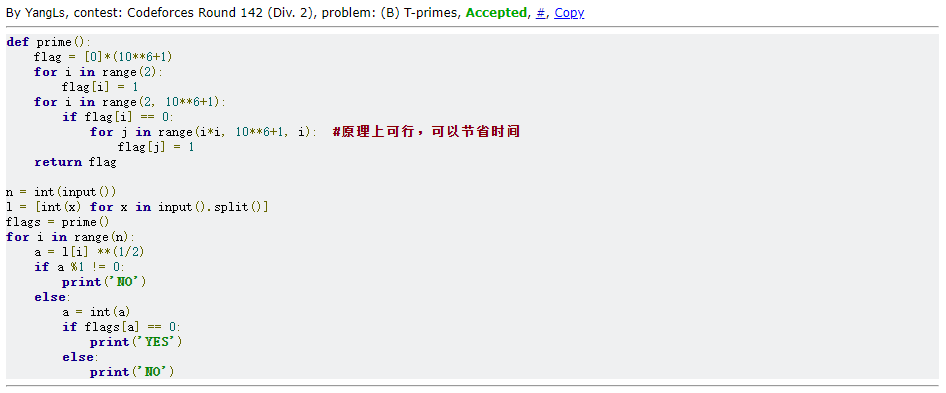 By YangLs, contest: Codeforces Round 142 (Div. 2), problem: (B) T-primes, Accepted, #, Copy
def prime():
    flag = [0]*(10**6+1)
    for i in range(2):
        flag[i] = 1
    for i in range(2, 10**6+1):
        if flag[i] == 0:
            for j in range(i*i, 10**6+1, i):  #原理上可行，可以节省时间
                flag[j] = 1
    return flag

n = int(input())
l = [int(x) for x in input().split()]
flags = prime()
for i in range(n):
    a = l[i] **(1/2)
    if a %1 != 0:
        print('NO')
    else:
        a = int(a)
        if flags[a] == 0:
            print('YES')
        else:
            print('NO')